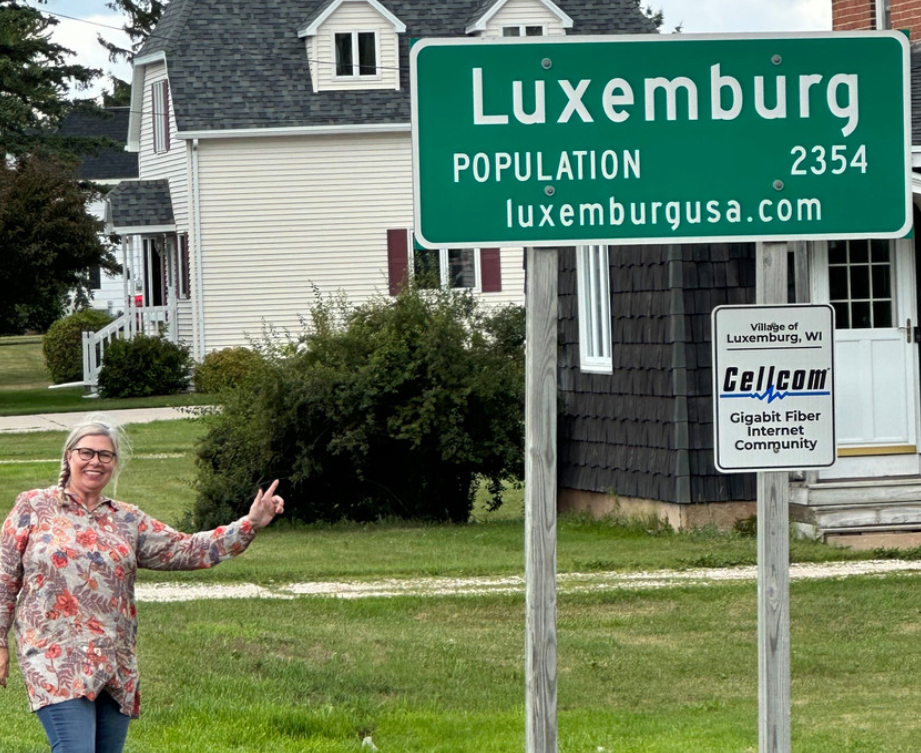 Luxemburg
POPULATION 2354
luxemburgusa.com
Village of
Luxemburg, WI
Cellcom
Gigabit Fiber
Internet
Community